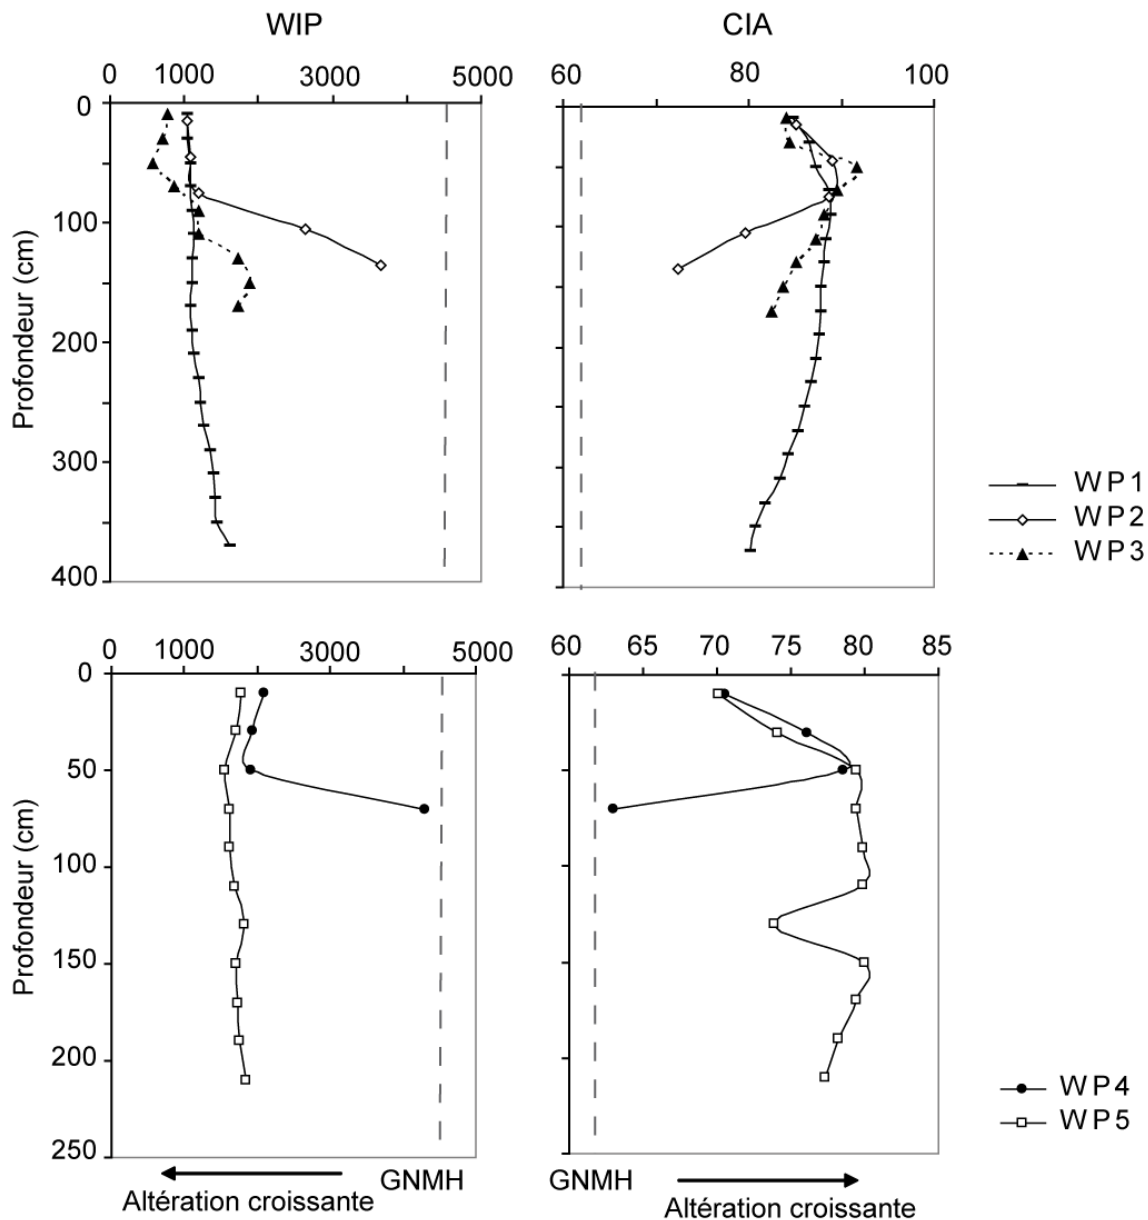 WIP CIA
0 1000 3000 5000 60 80 100
0
100
200
300
400
Profondeur (cm)
WP1
WP2
WP3
0 1000 3000 5000 60 65 70 75 80 85
0
50
100
150
200
250
Profondeur (cm)
WP4
WP5
GNMH GNMH
Altération croissante Altération croissante